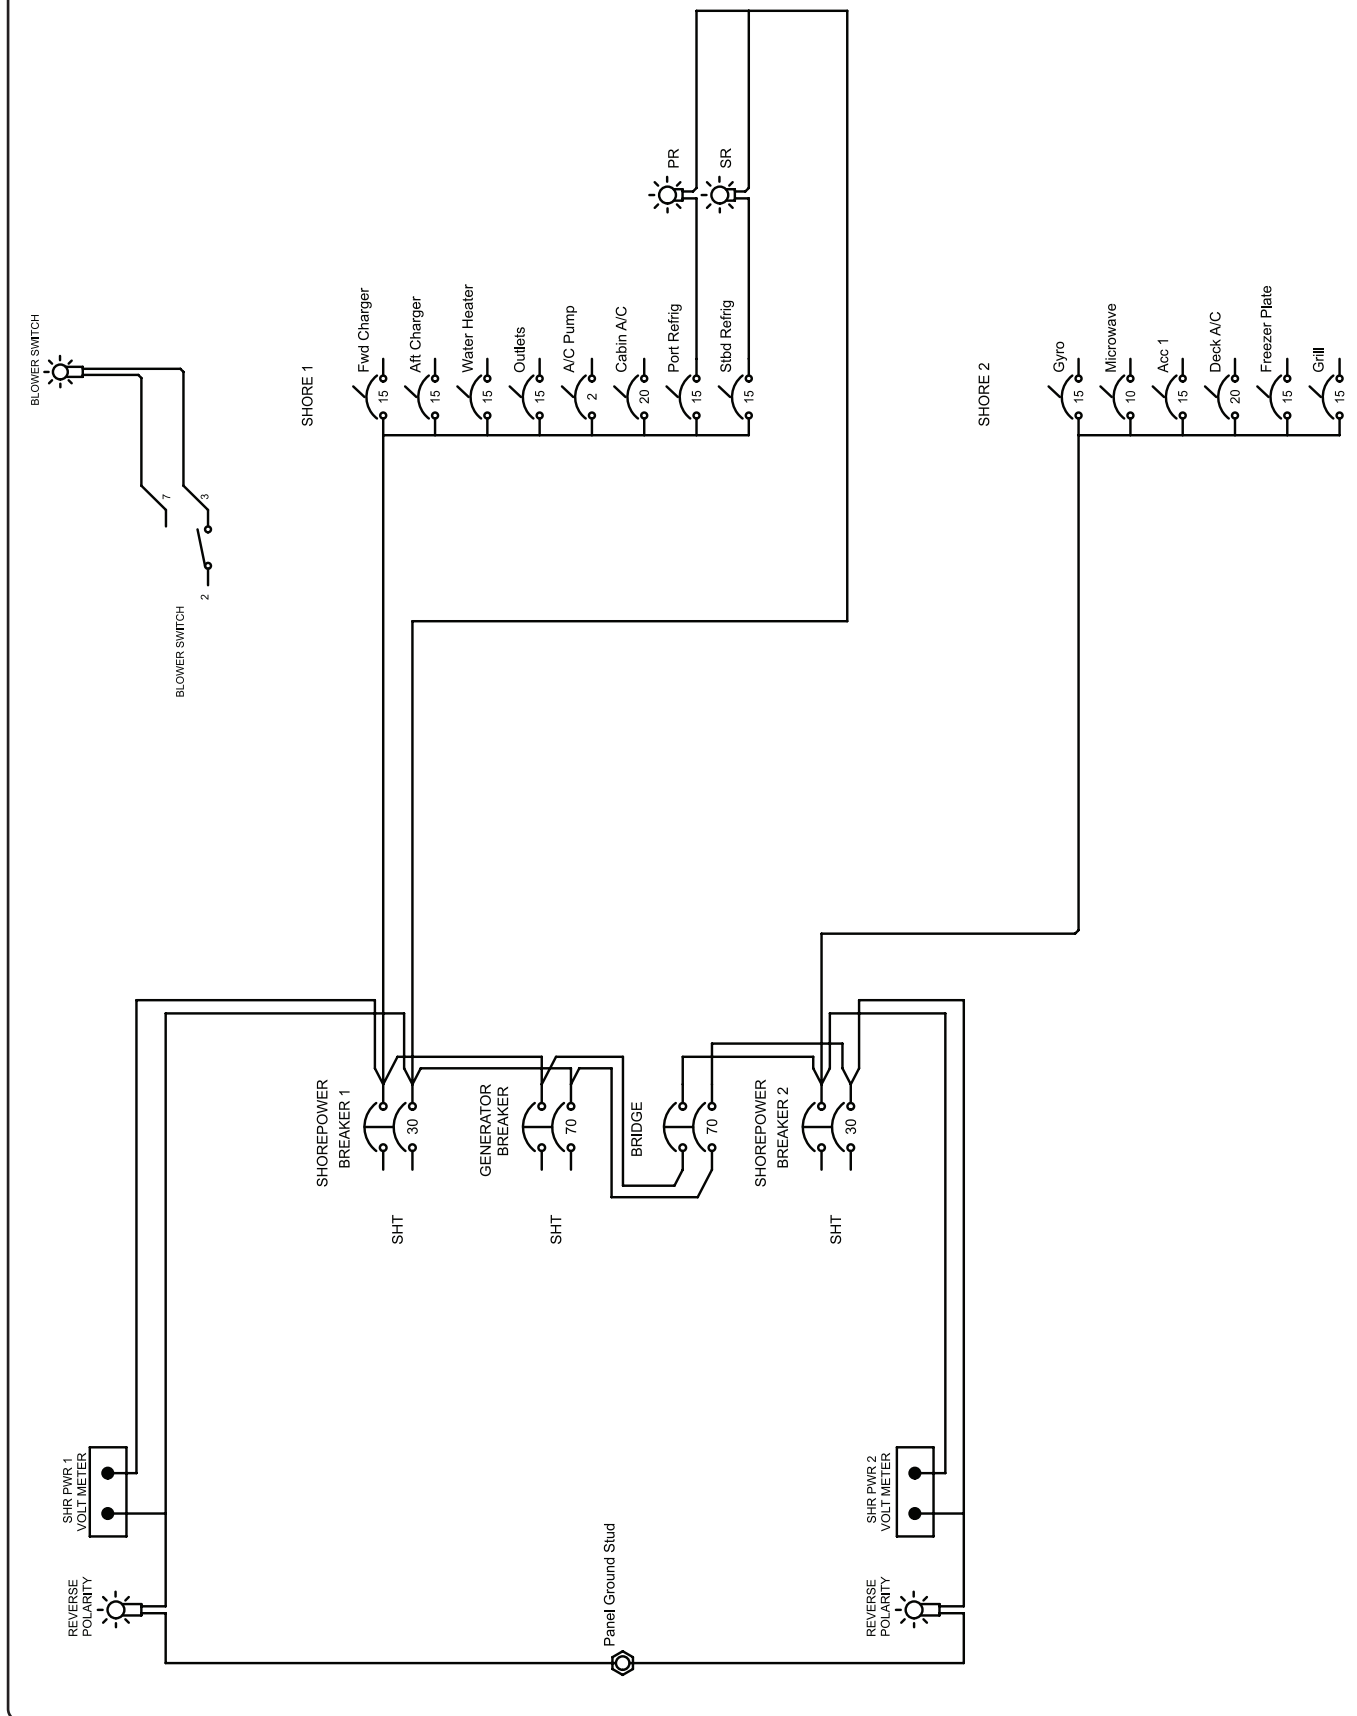 BLOWER SWITCH
7
3
2
BLOWER SWITCH
SHORE 1
Fwd Charger
15
Aft Charger
15
Water Heater
15
Outlets
15
A/C Pump
2
Cabin A/C
20
Port Refrig
15
Stbd Refrig
15
PR
SR
SHORE 2
Gyro
15
Microwave
10
Acc 1
15
Deck A/C
20
Freezer Plate
15
Grill
15
SHOREPOWER
BREAKER 1
30
SHT
GENERATOR
BREAKER
70
SHT
BRIDGE
70
SHOREPOWER
BREAKER 2
30
SHT
SHR PWR 1
VOLT METER
REVERSE
POLARITY
Panel Ground Stud
SHR PWR 2
VOLT METER
REVERSE
POLARITY